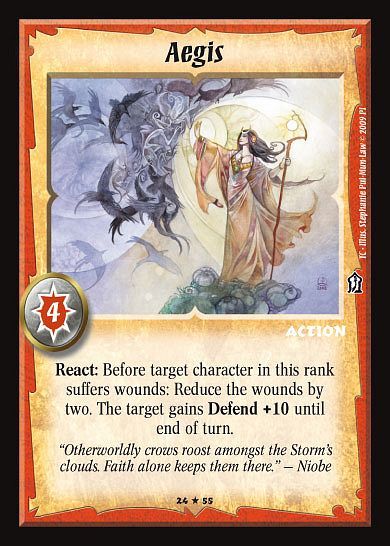 Aegis
TC • Illus. Stephanie Pui-Mun Law © 2009 PI
4
ACTION
React: Before target character in this rank
suffers wounds: Reduce the wounds by
two. The target gains Defend +10 until
end of turn.
“Otherworldly crows roost amongst the Storm’s
clouds. Faith alone keeps them there.” – Niobe
24 ★ 55